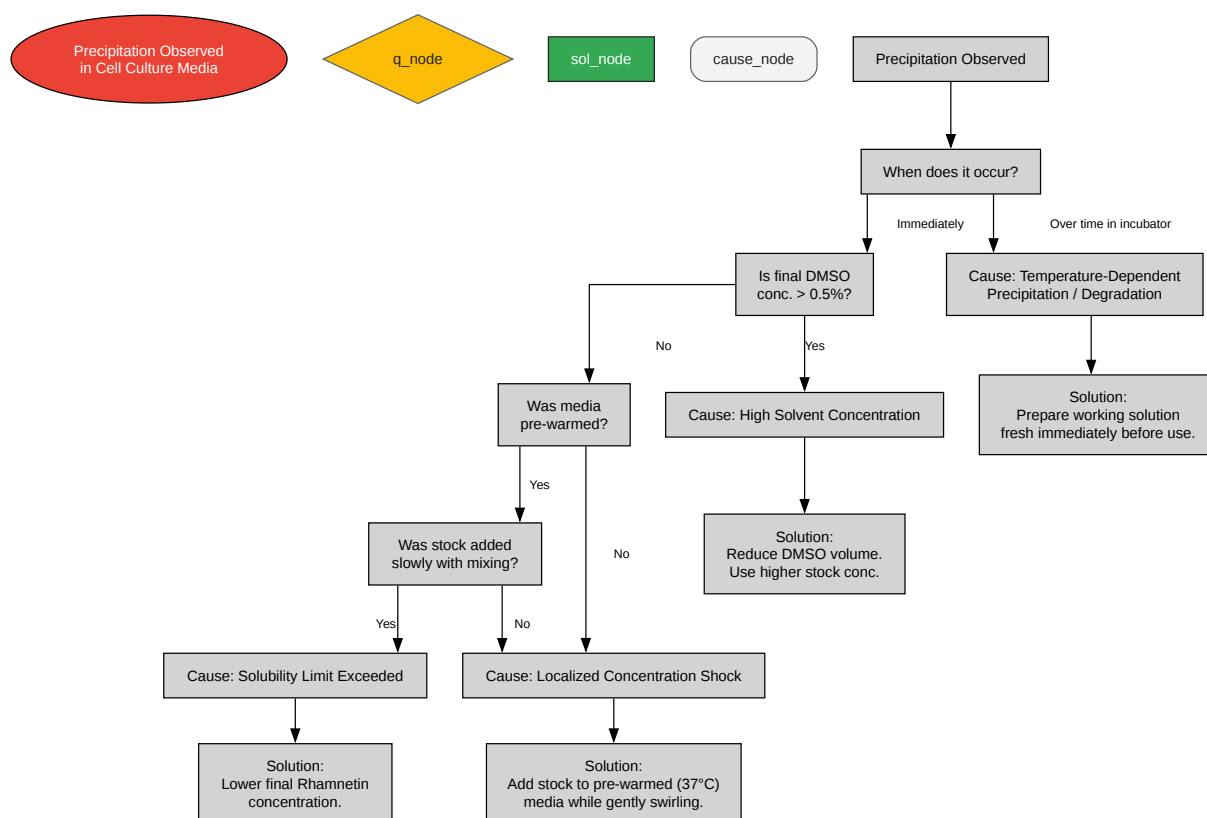 Precipitation Observed
in Cell Culture Media
q_node
sol_node
cause_node
Precipitation Observed
When does it occur?
Immediately
Over time in incubator
Is final DMSO
conc. > 0.5%?
Cause: Temperature-Dependent
Precipitation / Degradation
No
Yes
Was media
pre-warmed?
Cause: High Solvent Concentration
Solution:
Prepare working solution
fresh immediately before use.
Yes
Was stock added
slowly with mixing?
No
Solution:
Reduce DMSO volume.
Use higher stock conc.
Yes
No
Cause: Solubility Limit Exceeded
Cause: Localized Concentration Shock
Solution:
Lower final Rhamnetin
concentration.
Solution:
Add stock to pre-warmed (37°C)
media while gently swirling.